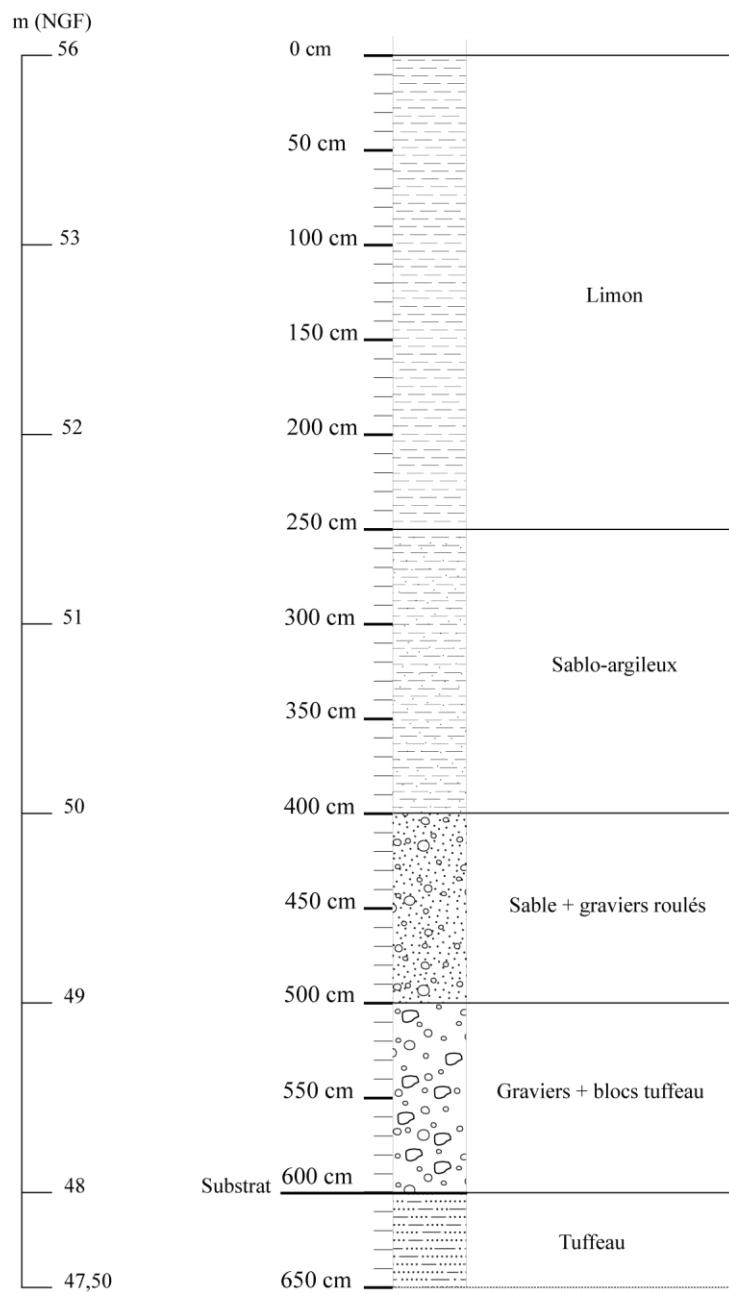 m (NGF)
56
0 cm
50 cm
53
100 cm
Limon
150 cm
52
200 cm
250 cm
51
300 cm
Sablo-argileux
350 cm
50
400 cm
450 cm
Sable + graviers roulés
49
500 cm
550 cm
Graviers + blocs tuffeau
Substrat
600 cm
48
Tuffeau
47,50
650 cm